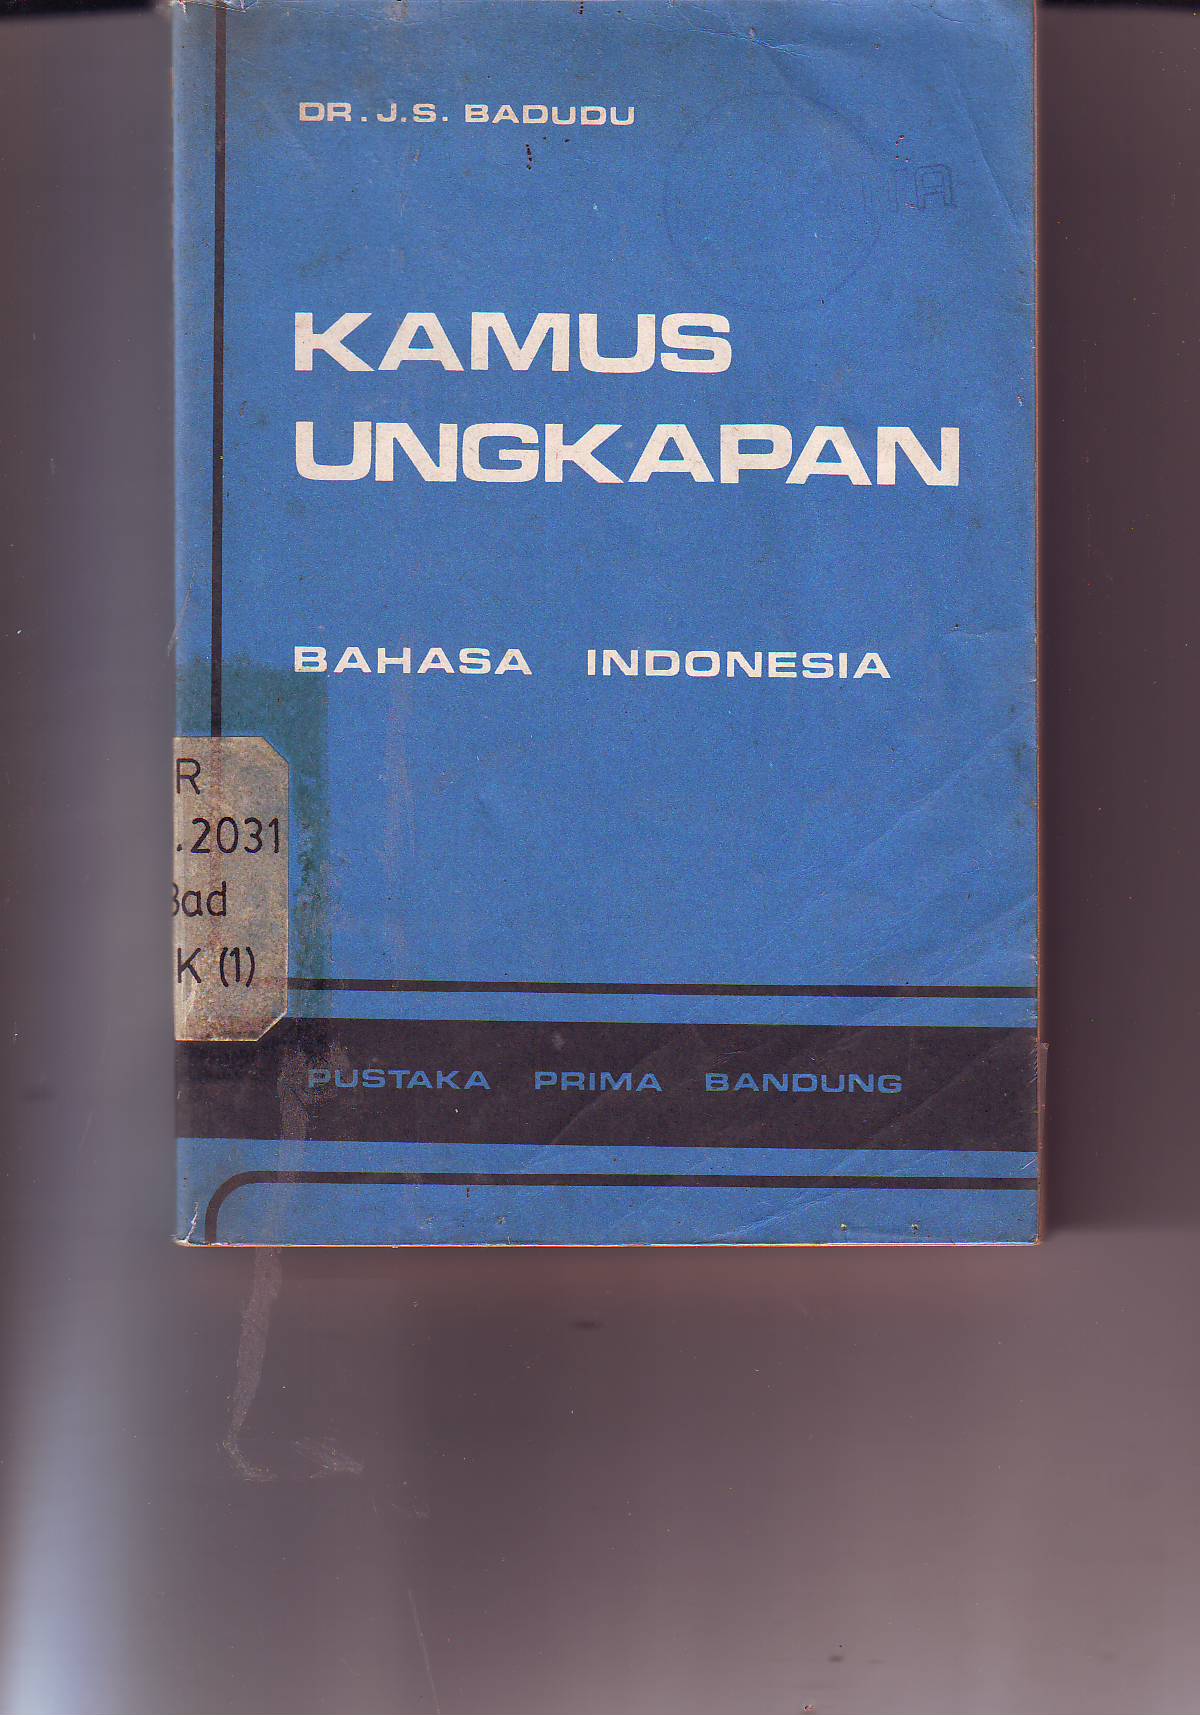 DR. J.S. BADUDU
KAMUS
UNGKAPAN
BAHASA INDONESIA
R
.2031
Bad
K (1)
PUSTAKA PRIMA BANDUNG